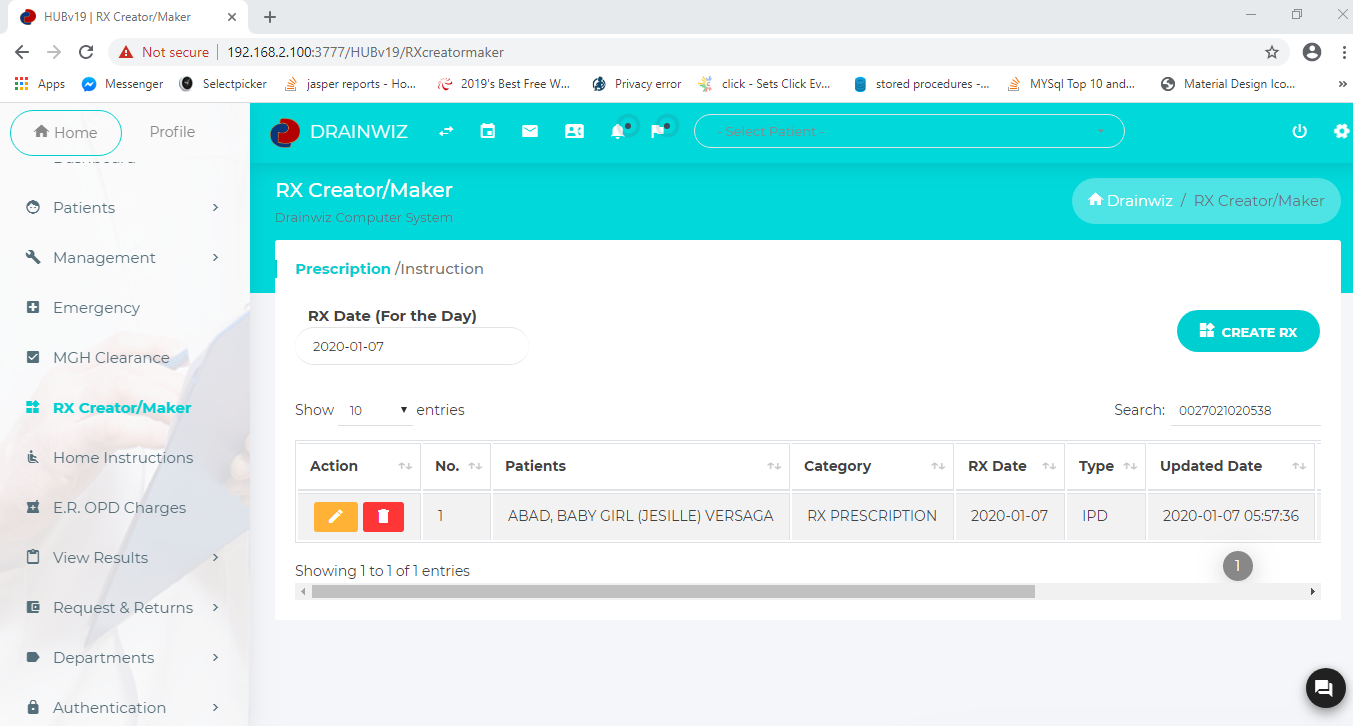 HUBv19 | RX Creator/Maker
Not secure | 192.168.2.100:3777/HUBv19/RXcreatormaker
Apps Messenger Selectpicker jasper reports - Ho... 2019's Best Free W... Privacy error click - Sets Click Ev... stored procedures -... MYSql Top 10 and... Material Design Ico... »
Home Profile
DRAINWIZ
- Select Patient -
Dashboard
Patients
Management
Emergency
MGH Clearance
RX Creator/Maker
Home Instructions
E.R. OPD Charges
View Results
Request & Returns
Departments
Authentication
RX Creator/Maker
Drainwiz Computer System
Drainwiz / RX Creator/Maker
Prescription /Instruction
RX Date (For the Day)
2020-01-07
CREATE RX
Show 10 entries
Search: 0027021020538
Action No. Patients Category RX Date Type Updated Date
1 ABAD, BABY GIRL (JESILLE) VERSAGA RX PRESCRIPTION 2020-01-07 IPD 2020-01-07 05:57:36
Showing 1 to 1 of 1 entries
1